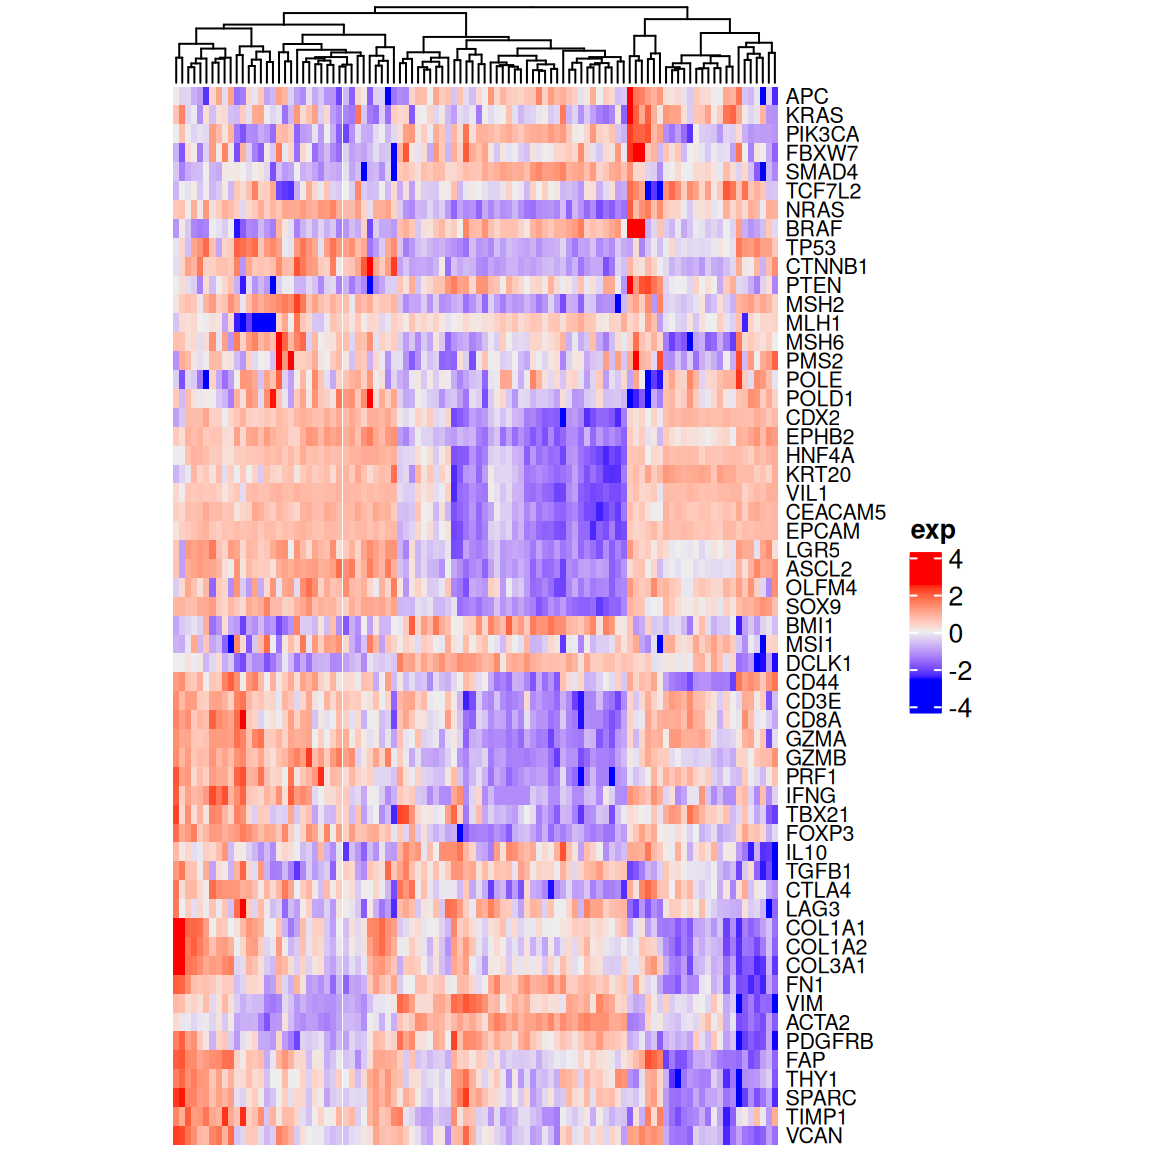 APC
KRAS
PIK3CA
FBXW7
SMAD4
TCF7L2
NRAS
BRAF
TP53
CTNNB1
PTEN
MSH2
MLH1
MSH6
PMS2
POLE
POLD1
CDX2
EPHB2
HNF4A
KRT20
VIL1
CEACAM5
EPCAM
LGR5
ASCL2
OLFM4
SOX9
BMI1
MSI1
DCLK1
CD44
CD3E
CD8A
GZMA
GZMB
PRF1
IFNG
TBX21
FOXP3
IL10
TGFB1
CTLA4
LAG3
COL1A1
COL1A2
COL3A1
FN1
VIM
ACTA2
PDGFRB
FAP
THY1
SPARC
TIMP1
VCAN
exp
4
2
0
-2
-4